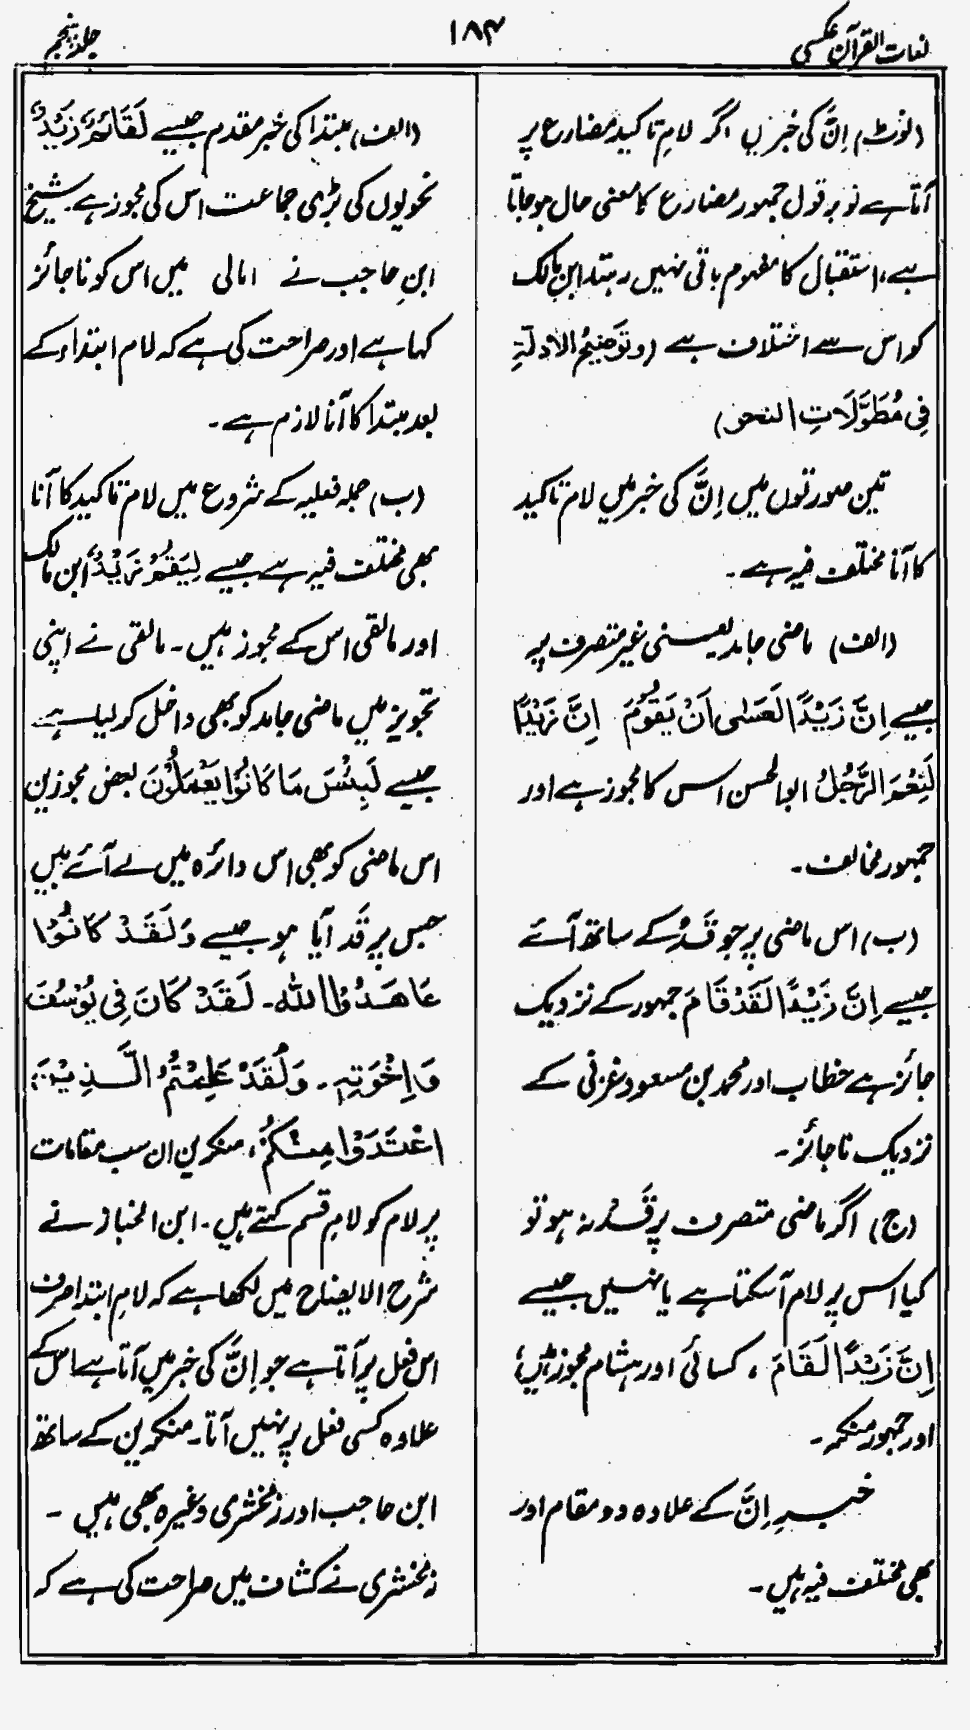 لغات القرآن عکسی
۱۸۴
جلد پنجم
(نوٹ) اِنَّ کی خبر میں اگر لامِ تاکید مضارع پر
آتا ہے تو بر قول جمہور مضارع کا معنی حال ہوجاتا
ہے، استقبال کا مفہوم باقی نہیں رہتا ابن مالک
کو اس سے اختلاف ہے (وتَوضِیحُ الادلۃِ
فِی مُطَوَّلَاتِ النحو)
تین صورتوں میں اِنَّ کی خبر میں لام تاکید
کا آنا مختلف فیہ ہے۔
(الف) ماضی جامد یعنی غیر متصرف پر
جیسے اِنَّ زَیْدًا لَعَسٰی اَنْ یَقُوْمَ اِنَّ زَیْدًا
لَنِعْمَ الرَّجُلُ ابوالحسن اس کا مجوز ہے اور
جمہور مخالف۔
(ب) اس ماضی پر جو قَدْ کے ساتھ آئے
جیسے اِنَّ زَیْدًا لَقَدْ قَامَ جمہور کے نزدیک
جائز ہے خطاب اور محمد بن مسعود غزنی کے
نزدیک ناجائز۔
(ج) اگر ماضی متصرف پر قَدْ نہ ہو تو
کیا اس پر لام آسکتا ہے یا نہیں جیسے
اِنَّ زَیْدًا لَقَامَ، کسائی اور ہشام مجوز ہیں،
اور جمہور منکر۔
خبرِ اِنَّ کے علاوہ دو مقام اور
بھی مختلف فیہ ہیں۔
(الف) مبتدا کی خبر مقدم جیسے لَقَائِمٌ زَیْدٌ
نحویوں کی بڑی جماعت اس کی مجوز ہے۔ شیخ
ابنِ حاجب نے امالی میں اس کو ناجائز
کہا ہے اور صراحت کی ہے کہ لام ابتداء کے
بعد مبتدا کا آنا لازم ہے۔
(ب) جملہ فعلیہ کے شروع میں لام تاکید کا آنا
بھی مختلف فیہ ہے جیسے لِیَقُوْمُ زَیْدٌ، ابن مالک
اور مالقی اس کے مجوز ہیں۔ مالقی نے اپنی
تجویز میں ماضی جامد کو بھی داخل کر لیا ہے
جیسے لَبِئْسَ مَا کَانُوْا یَعْمَلُوْنَ بعض مجوزین
اس ماضی کو بھی اس دائرہ میں لے آئے ہیں
جس پر قَد آیا ہو جیسے وَلَقَدْ کَانُوْا
عَاهَدُوا اللّٰهَ۔ لَقَدْ کَانَ فِی یُوْسُفَ
وَاِخْوَتِہٖ۔ وَلَقَدْ عَلِمْتُمُ الَّذِیْنَ
اعْتَدَوْا مِنْکُمْ، منکرین ان سب مقامات
پر لام کو لامِ قسم کہتے ہیں۔ ابن الخباز نے
شرح الایضاح میں لکھا ہے کہ لامِ ابتدا صرف
اس فعل پر آتا ہے جو اِنَّ کی خبر میں آتا ہے اس کے
علاوہ کسی فعل پر نہیں آتا۔ منکرین کے ساتھ
ابن حاجب اور زمخشری وغیرہ بھی ہیں۔
زمخشری نے کشاف میں صراحت کی ہے کہ